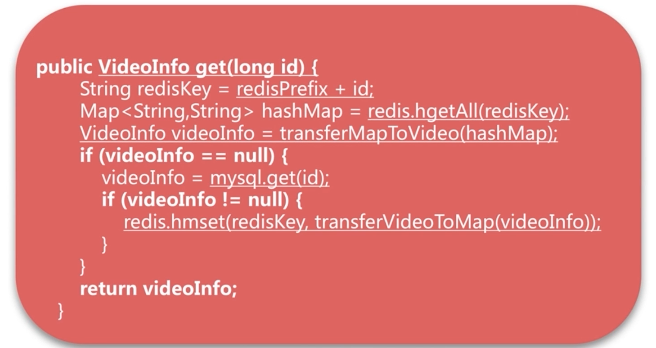 public VideoInfo get(long id) {
String redisKey = redisPrefix + id;
Map<String,String> hashMap = redis.hgetAll(redisKey);
VideoInfo videoInfo = transferMapToVideo(hashMap);
if (videoInfo == null) {
videoInfo = mysql.get(id);
if (videoInfo != null) {
redis.hmset(redisKey, transferVideoToMap(videoInfo));
}
}
return videoInfo;
}